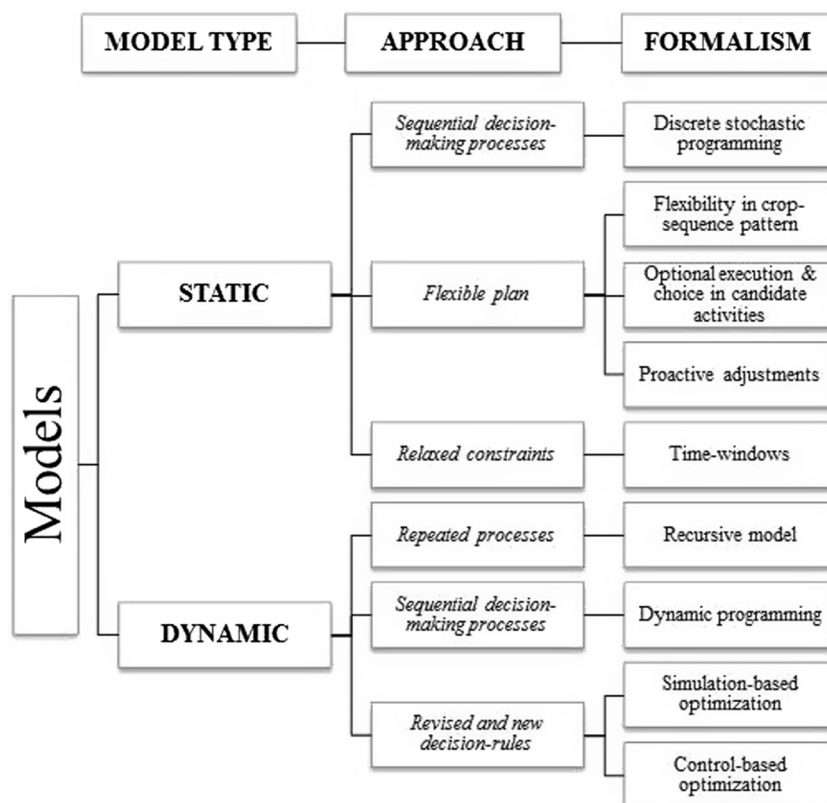 MODEL TYPE
APPROACH
FORMALISM
Models
STATIC
Sequential decision-
making processes
Discrete stochastic
programming
Flexible plan
Flexibility in crop-
sequence pattern
Optional execution &
choice in candidate
activities
Proactive adjustments
Relaxed constraints
Time-windows
DYNAMIC
Repeated processes
Recursive model
Sequential decision-
making processes
Dynamic programming
Revised and new
decision-rules
Simulation-based
optimization
Control-based
optimization